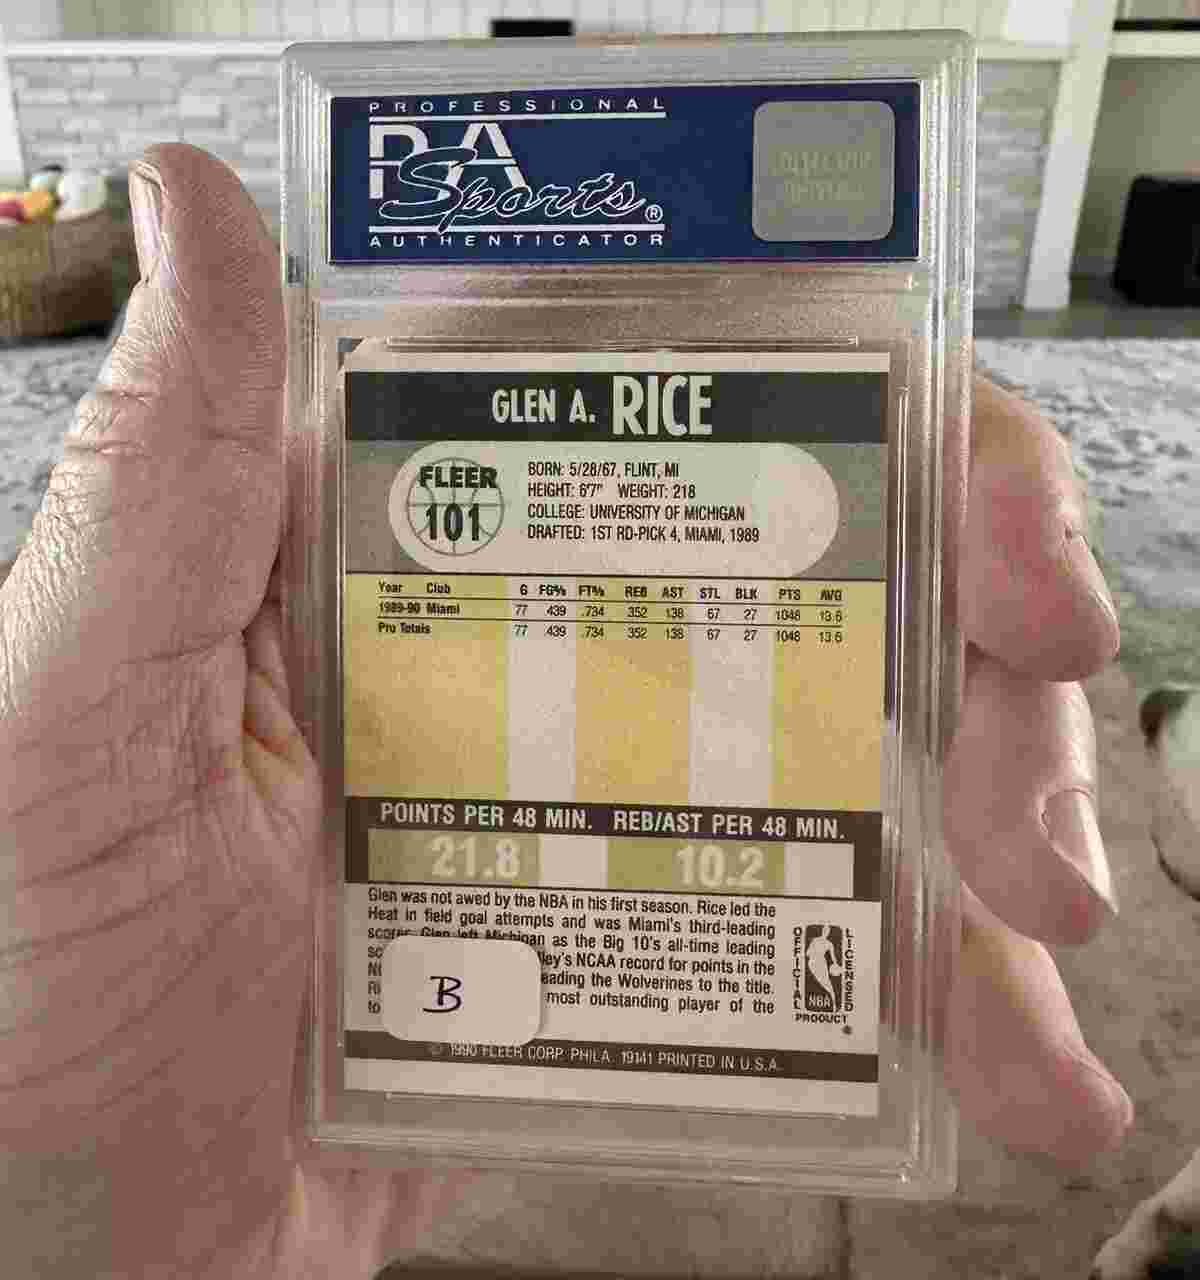 PROFESSIONAL
PSA
Sports®
AUTHENTICATOR
GLEN A. RICE
FLEER
101
BORN: 5/28/67, FLINT, MI
HEIGHT: 6'7" WEIGHT: 218
COLLEGE: UNIVERSITY OF MICHIGAN
DRAFTED: 1ST RD-PICK 4, MIAMI, 1989
Year Club G FG% FT% REB AST STL BLK PTS AVG
1989-90 Miami 77 .439 .734 352 138 67 27 1048 13.6
Pro Totals 77 .439 .734 352 138 67 27 1048 13.6
POINTS PER 48 MIN. REB/AST PER 48 MIN.
21.8 10.2
Glen was not awed by the NBA in his first season. Rice led the
Heat in field goal attempts and was Miami's third-leading
scorer. Glen left Michigan as the Big 10's all-time leading
sc ley's NCAA record for points in the
eading the Wolverines to the title.
most outstanding player of the
to
B
OFFICIAL
LICENSED
NBA
PRODUCT
© 1990 FLEER CORP. PHILA. 19141 PRINTED IN U.S.A.